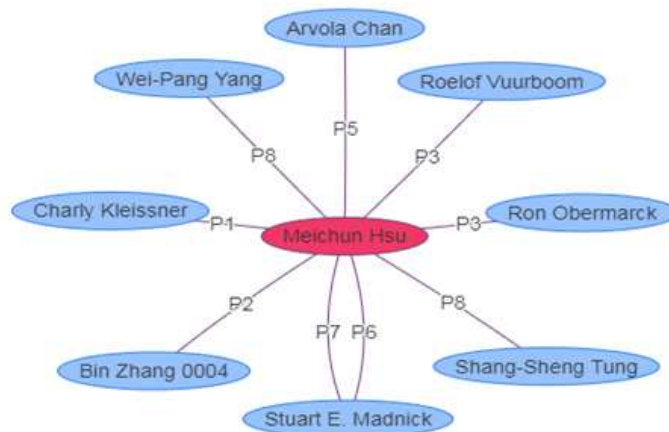 Arvola Chan
Wei-Pang Yang
Roelof Vuurboom
P5
P8
P3
Charly Kleissner
P1
Meichun Hsu
P3
Ron Obermarck
P2
P7
P6
P8
Bin Zhang 0004
Shang-Sheng Tung
Stuart E. Madnick